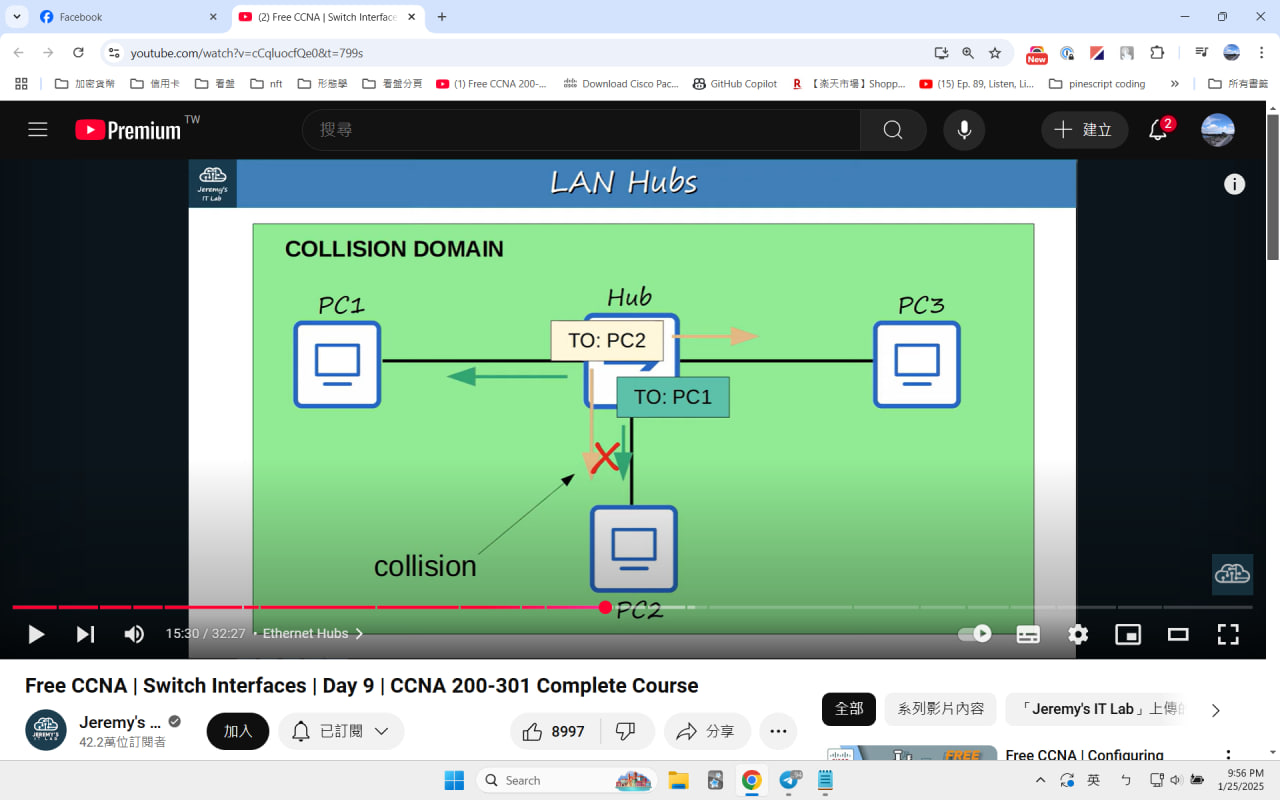 Facebook
(2) Free CCNA | Switch Interface
youtube.com/watch?v=cCqluocfQe0&t=799s
New
加密貨幣
信用卡
看盤
nft
形態學
看盤分頁
(1) Free CCNA 200-...
Download Cisco Pac...
GitHub Copilot
R
【楽天市場】Shopp...
(15) Ep. 89, Listen, Li...
pinescript coding
»
所有書籤
Premium
TW
搜尋
建立
2
Jeremy's
IT Lab
LAN Hubs
COLLISION DOMAIN
PC1
Hub
PC3
TO: PC2
TO: PC1
collision
PC2
15:30 / 32:27 • Ethernet Hubs
Free CCNA | Switch Interfaces | Day 9 | CCNA 200-301 Complete Course
JEREMY'S
IT LAB
Jeremy's ...
42.2萬位訂閱者
加入
已訂閱
8997
分享
全部
系列影片內容
「Jeremy's IT Lab」上傳的
FREE
Free CCNA | Configuring
Search
94
英
ㄅ
9:56 PM
1/25/2025